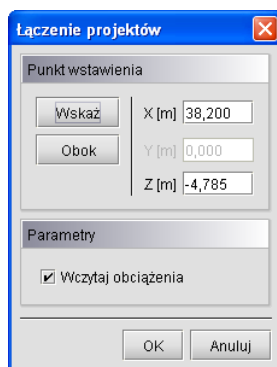 Łączenie projektów
Punkt wstawienia
Wskaż
X [m] 38,200
Obok
Y [m] 0,000
Z [m] -4,785
Parametry
Wczytaj obciążenia
OK Anuluj